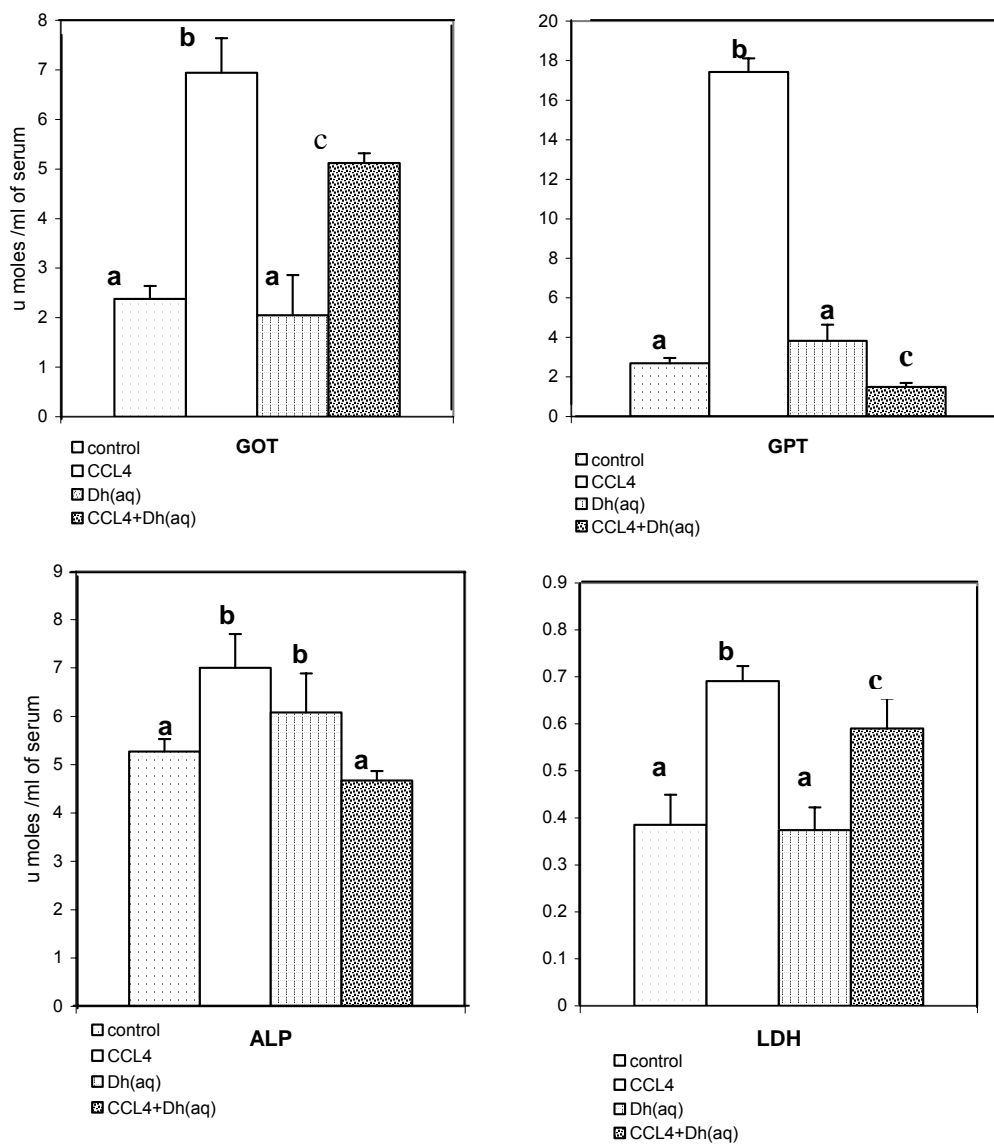 8
7
6
5
4
3
2
1
0
u moles /ml of serum
a
b
a
c
GOT
control
CCL4
Dh(aq)
CCL4+Dh(aq)
20
18
16
14
12
10
8
6
4
2
0
a
b
a
c
GPT
control
CCL4
Dh(aq)
CCL4+Dh(aq)
9
8
7
6
5
4
3
2
1
0
u moles /ml of serum
a
b
b
a
ALP
control
CCL4
Dh(aq)
CCL4+Dh(aq)
0.9
0.8
0.7
0.6
0.5
0.4
0.3
0.2
0.1
0
a
b
a
c
LDH
control
CCL4
Dh(aq)
CCL4+Dh(aq)